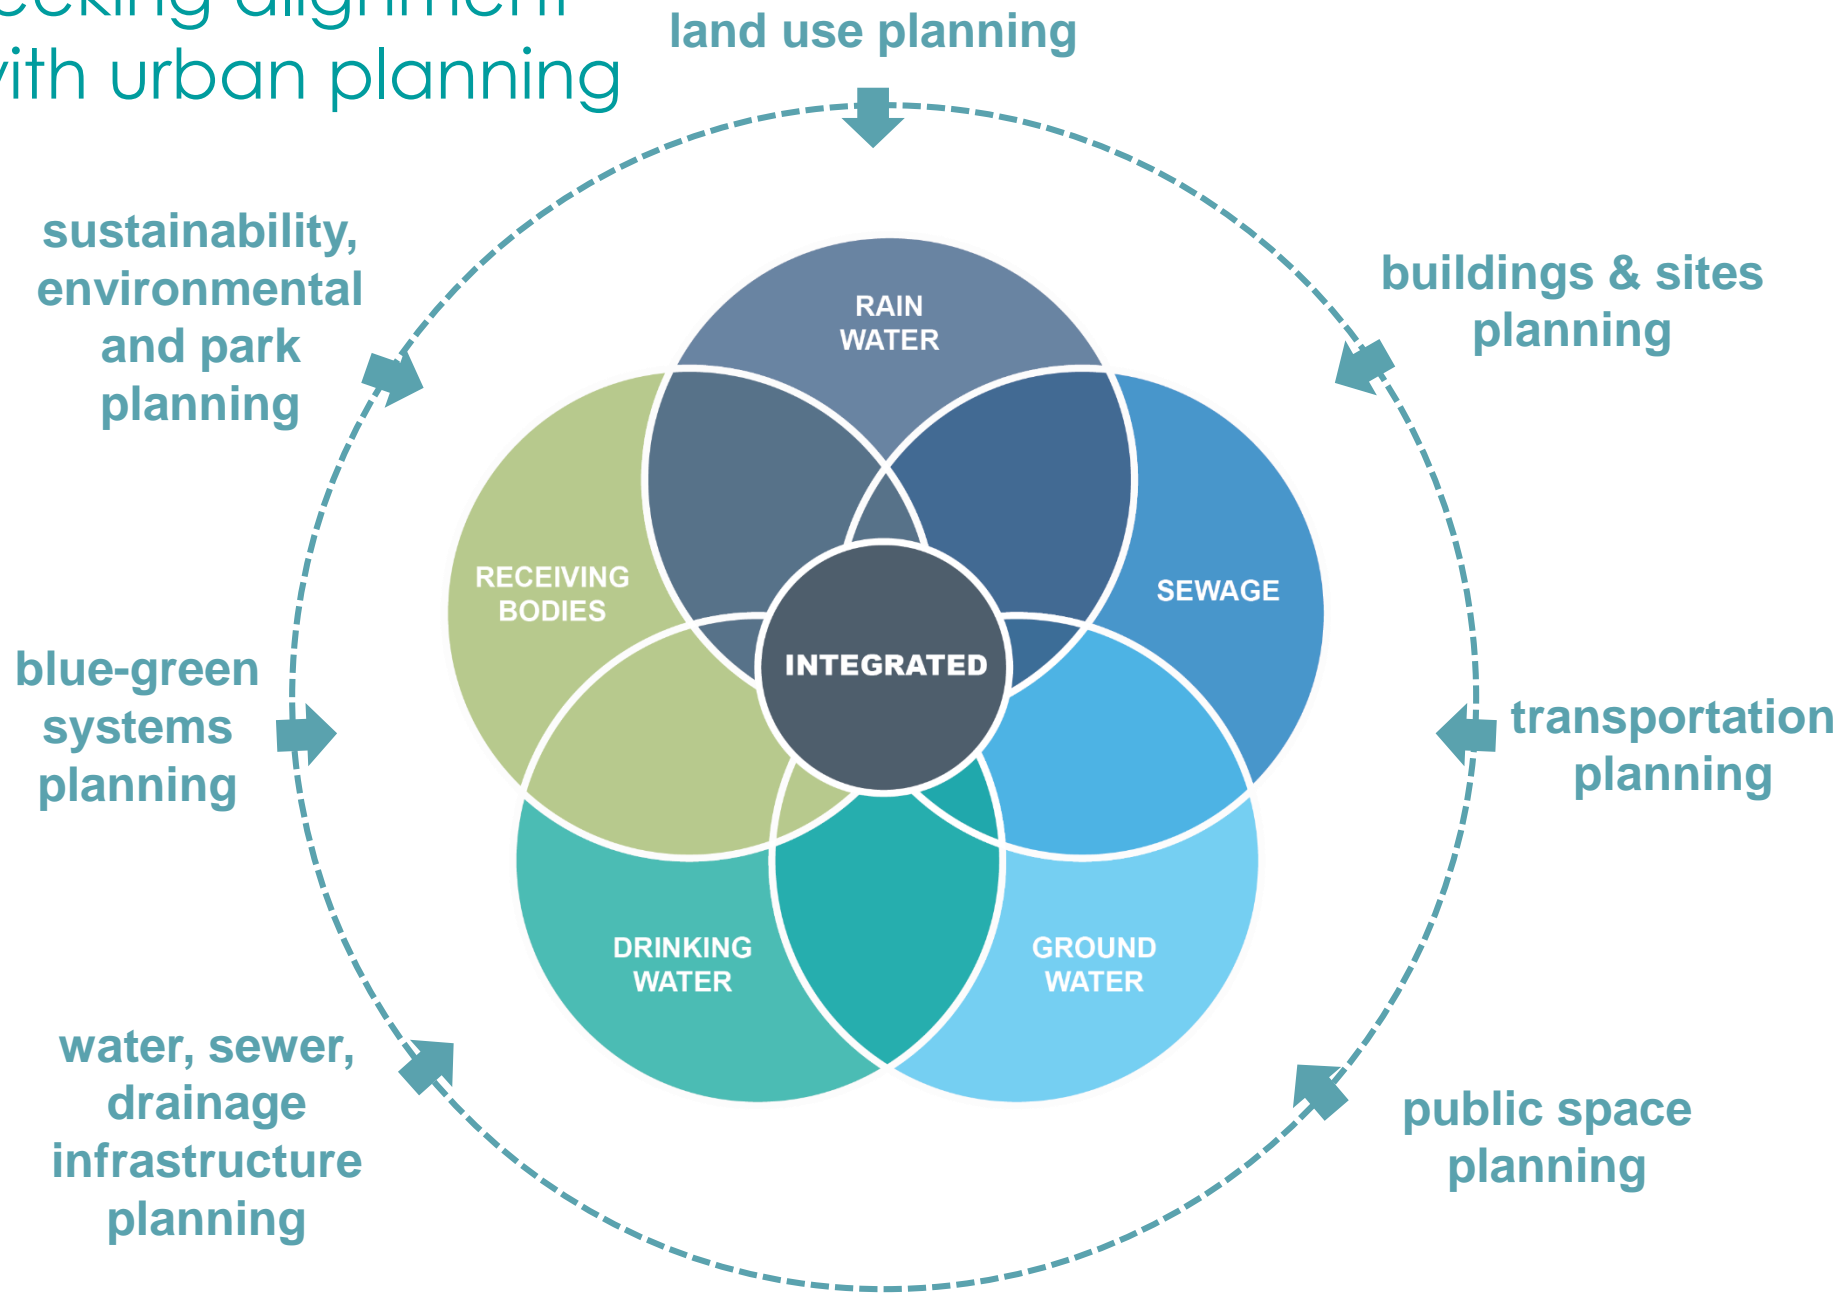 eeking alignment
with urban planning
land use planning
sustainability,
environmental
and park
planning
buildings & sites
planning
RAIN
WATER
RECEIVING
BODIES
SEWAGE
INTEGRATED
blue-green
systems
planning
transportation
planning
DRINKING
WATER
GROUND
WATER
water, sewer,
drainage
infrastructure
planning
public space
planning